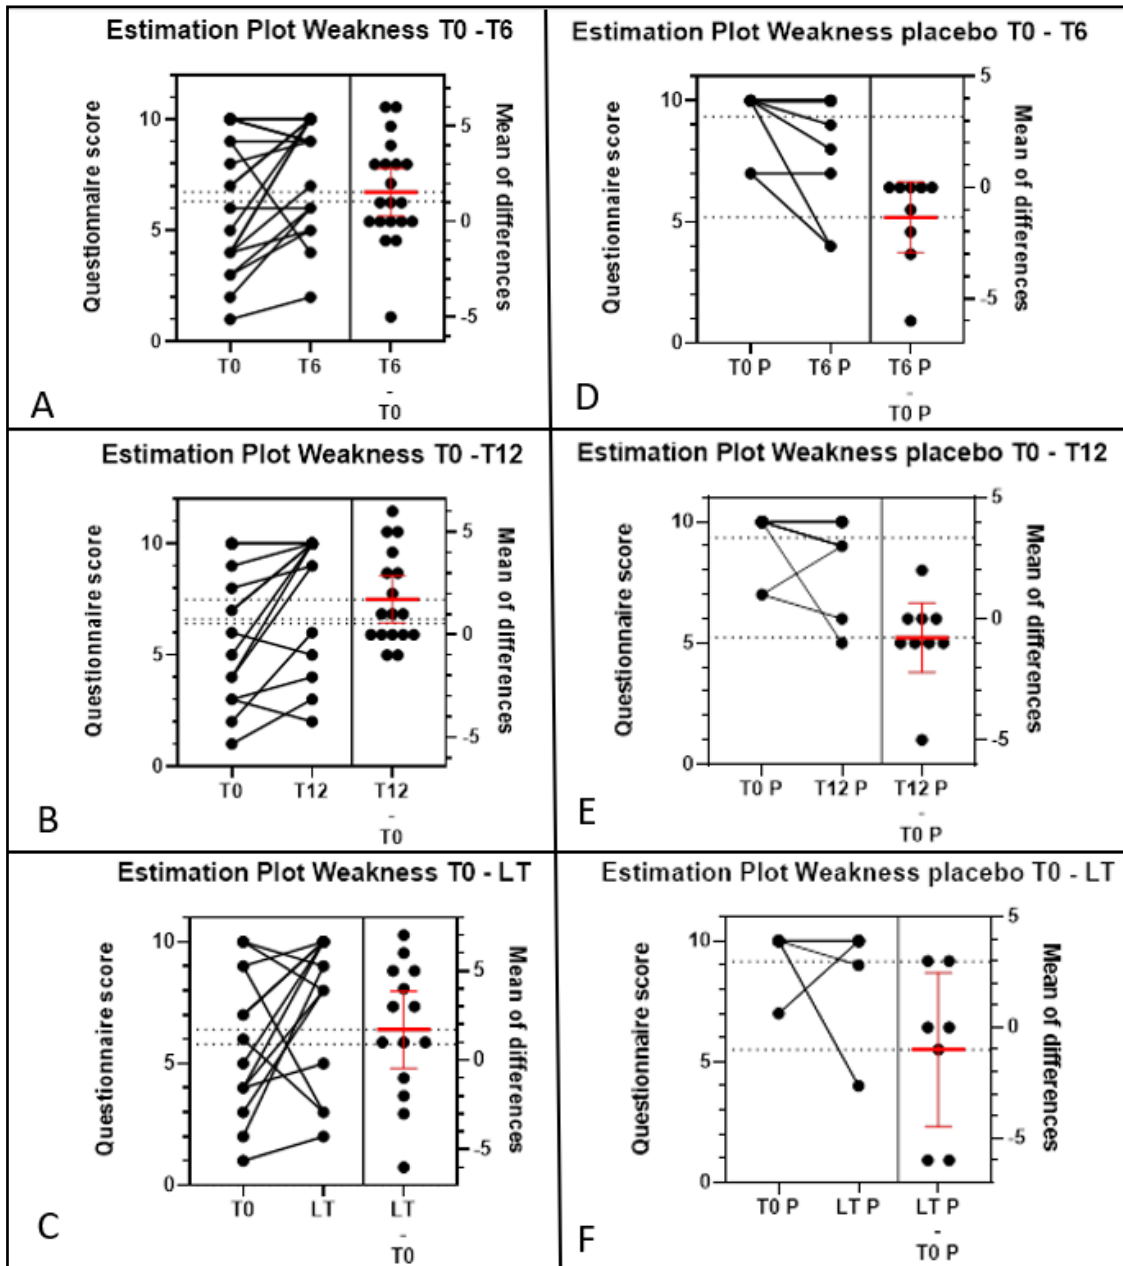 Estimation Plot Weakness T0 -T6
Questionnaire score
10
5
0
5
0
-5
Mean of differences
T0
T6
T6
-
T0
A
Estimation Plot Weakness placebo T0 - T6
Questionnaire score
10
5
0
5
0
-5
Mean of differences
T0 P
T6 P
T6 P
-
T0 P
D
Estimation Plot Weakness T0 -T12
Questionnaire score
10
5
0
5
0
-5
Mean of differences
T0
T12
T12
-
T0
B
Estimation Plot Weakness placebo T0 - T12
Questionnaire score
10
5
0
5
0
-5
Mean of differences
T0 P
T12 P
T12 P
-
T0 P
E
Estimation Plot Weakness T0 - LT
Questionnaire score
10
5
0
5
0
-5
Mean of differences
T0
LT
LT
-
T0
C
Estimation Plot Weakness placebo T0 - LT
Questionnaire score
10
5
0
5
0
-5
Mean of differences
T0 P
LT P
LT P
-
T0 P
F